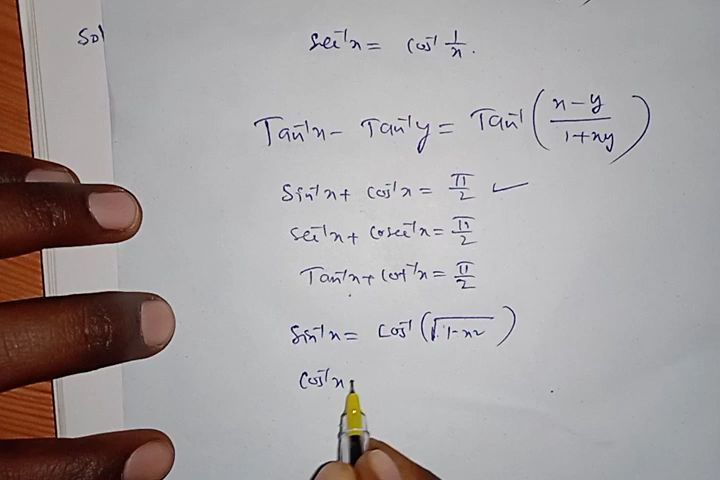 Sol
sec⁻¹x = cos⁻¹ 1/x.
Tan⁻¹x - Tan⁻¹y = Tan⁻¹ ( x-y / 1+xy )
Sin⁻¹x + cos⁻¹x = π/2 ✓
sec⁻¹x + cosec⁻¹x = π/2
Tan⁻¹x + cot⁻¹x = π/2
Sin⁻¹x = cos⁻¹ (√1-x2)
cos⁻¹x